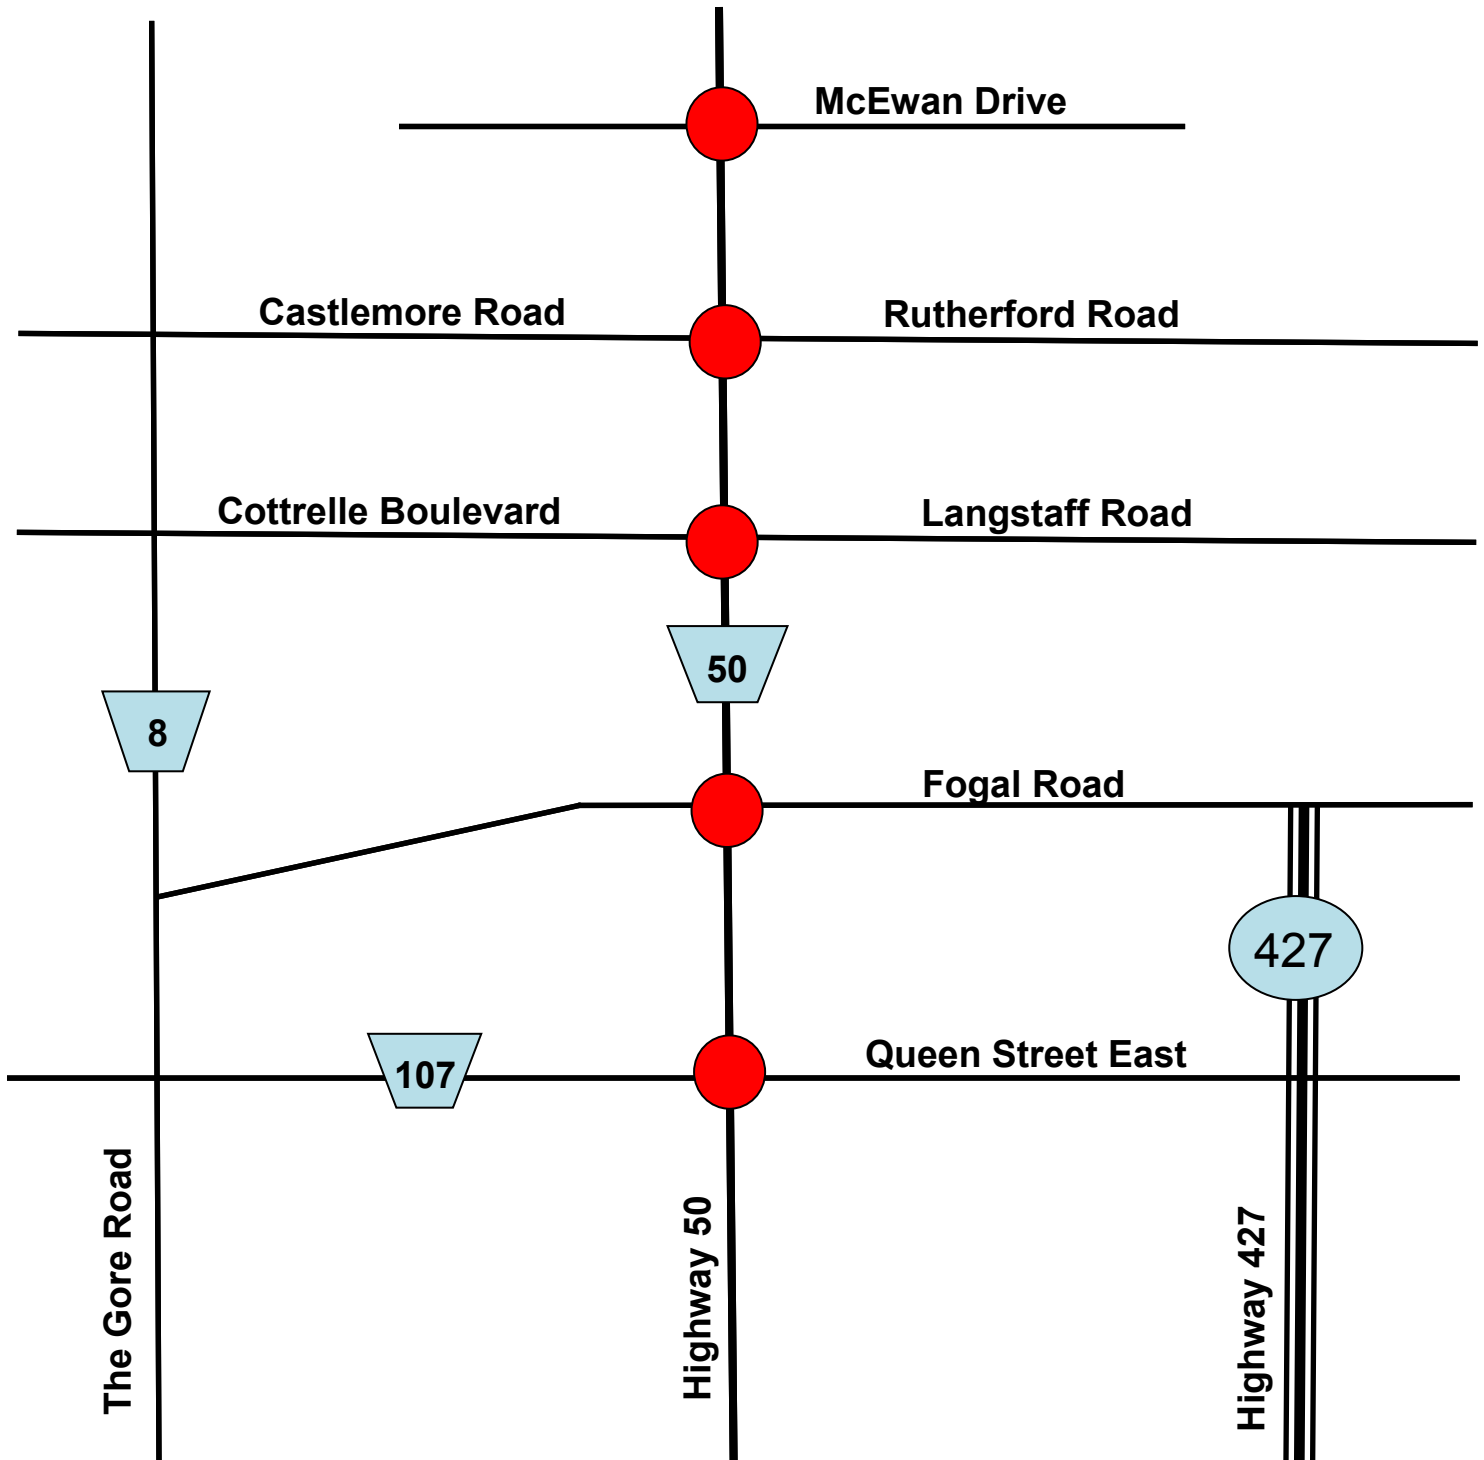 McEwan Drive
Castlemore Road
Rutherford Road
Cottrelle Boulevard
Langstaff Road
50
8
Fogal Road
427
Queen Street East
107
The Gore Road
Highway 50
Highway 427